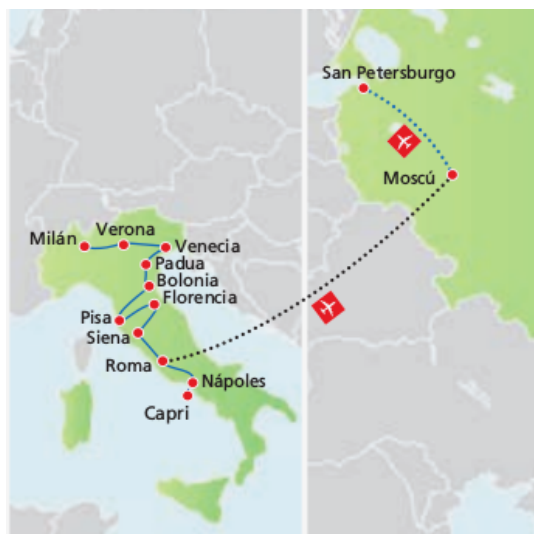 San Petersburgo
Moscú
Milán
Verona
Venecia
Padua
Bolonia
Florencia
Pisa
Siena
Roma
Nápoles
Capri